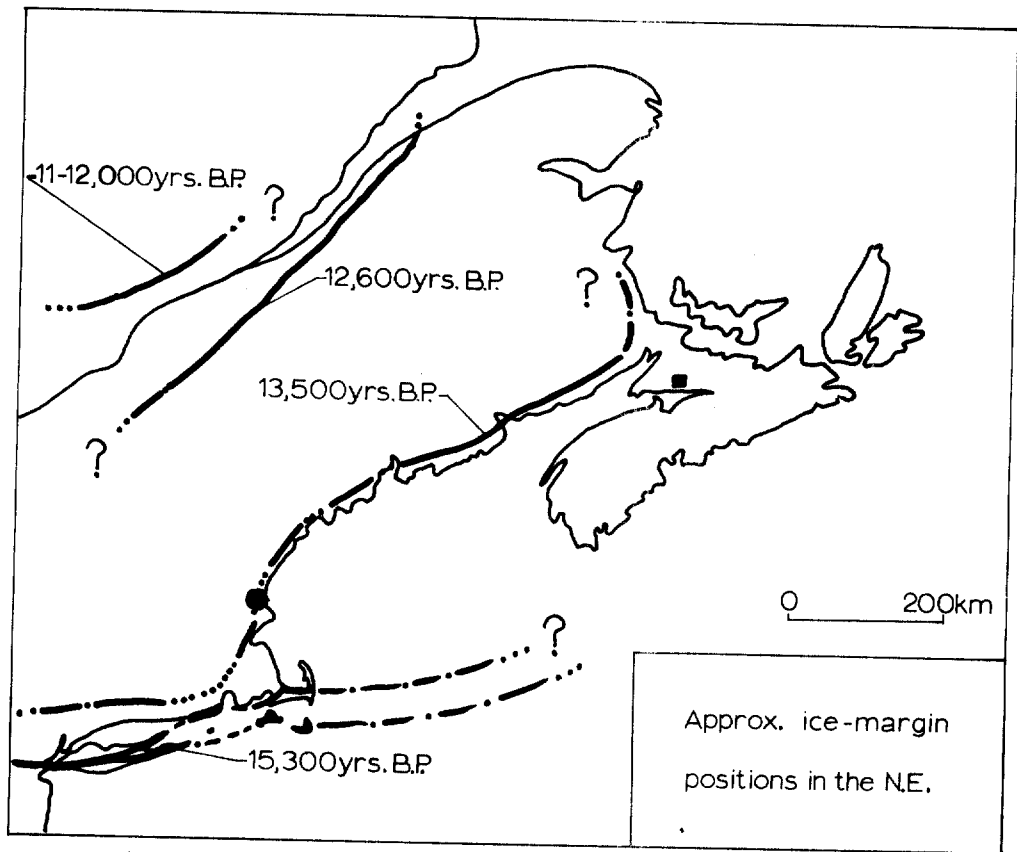 11-12,000yrs. B.P.
?
12,600yrs. B.P.
?
13,500yrs. B.P.
?
0 200km
?
15,300yrs. B.P.
Approx. ice-margin
positions in the N.E.